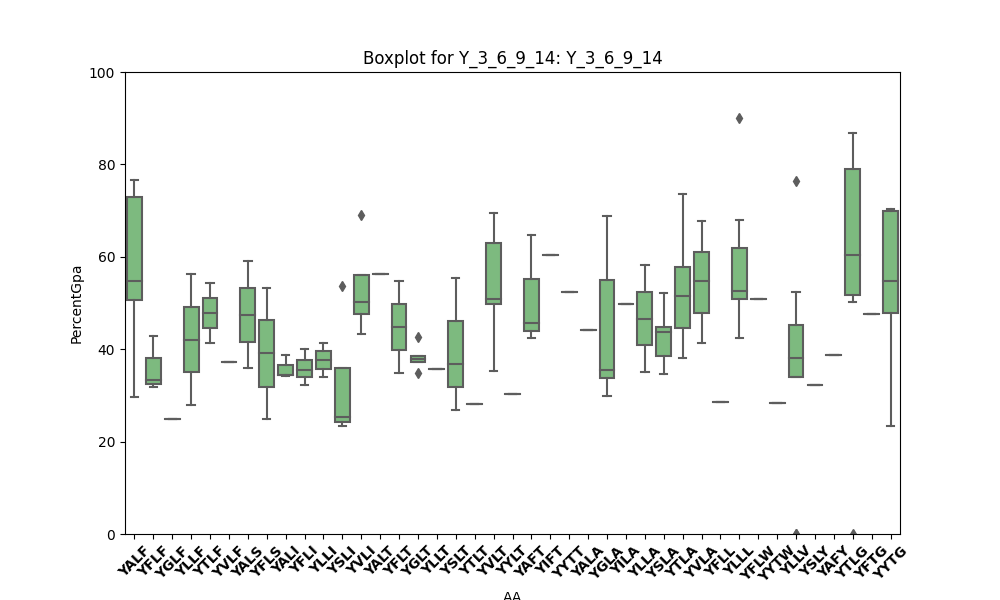 Boxplot for Y_3_6_9_14: Y_3_6_9_14
100
80
60
40
20
0
PercentGpa
YALF YFLF YGLF YLLF YTLF YVLF YALS YFLS YALI YFLI YLLI YSLI YVLI YALT YFLT YGLT YLLT YSLT YTLT YVLT YYLT YAFT YIFT YYTT YALA YGLA YILA YLLA YSLA YTLA YVLA YFLL YLLL YFLW YYTW YLLV YSLY YAFY YTLG YFTG YYTG
AA